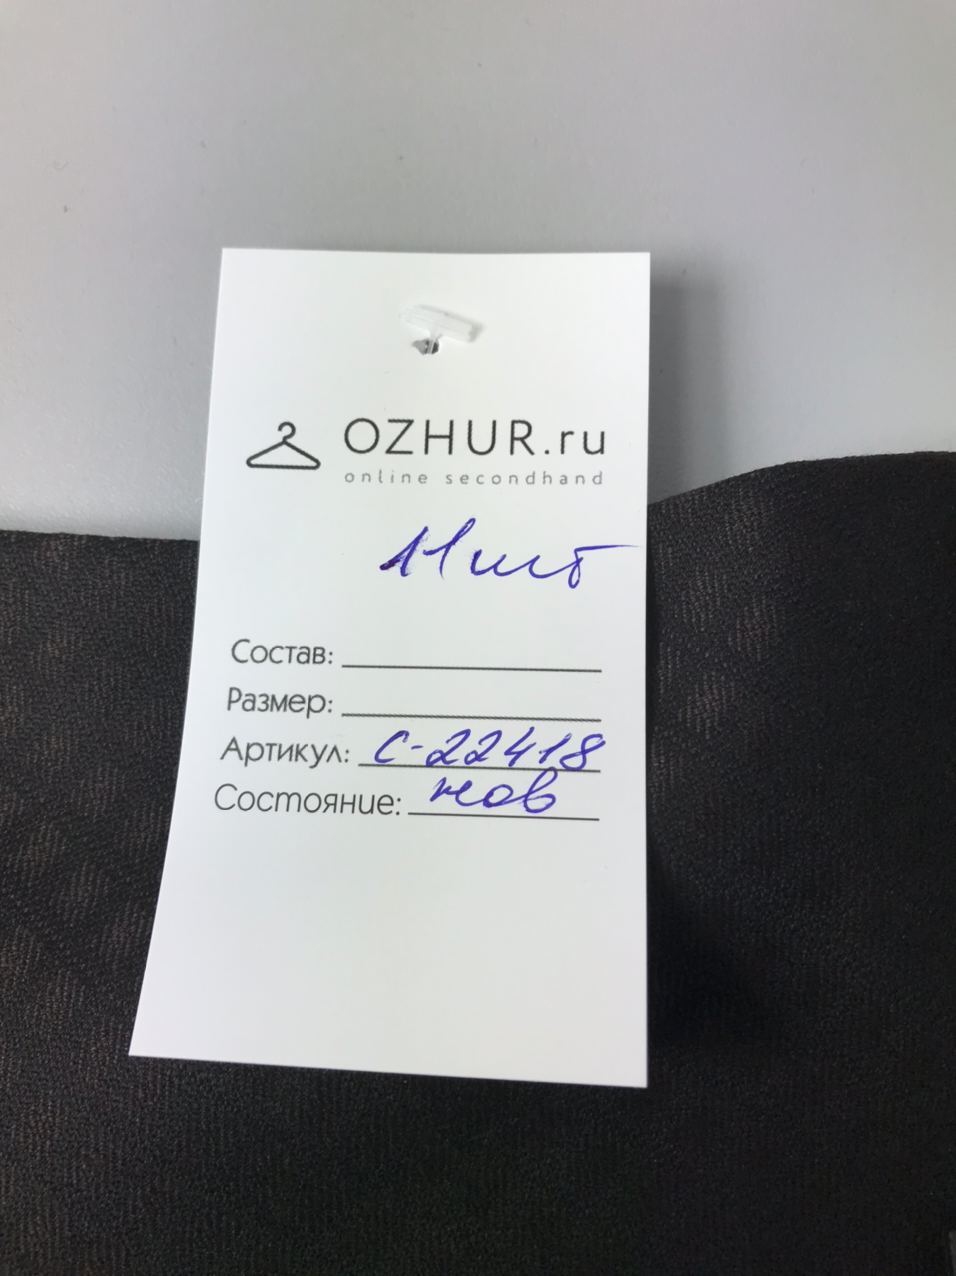 OZHUR.ru
online secondhand
Состав:
Размер:
Артикул: С-22418
Состояние: нов